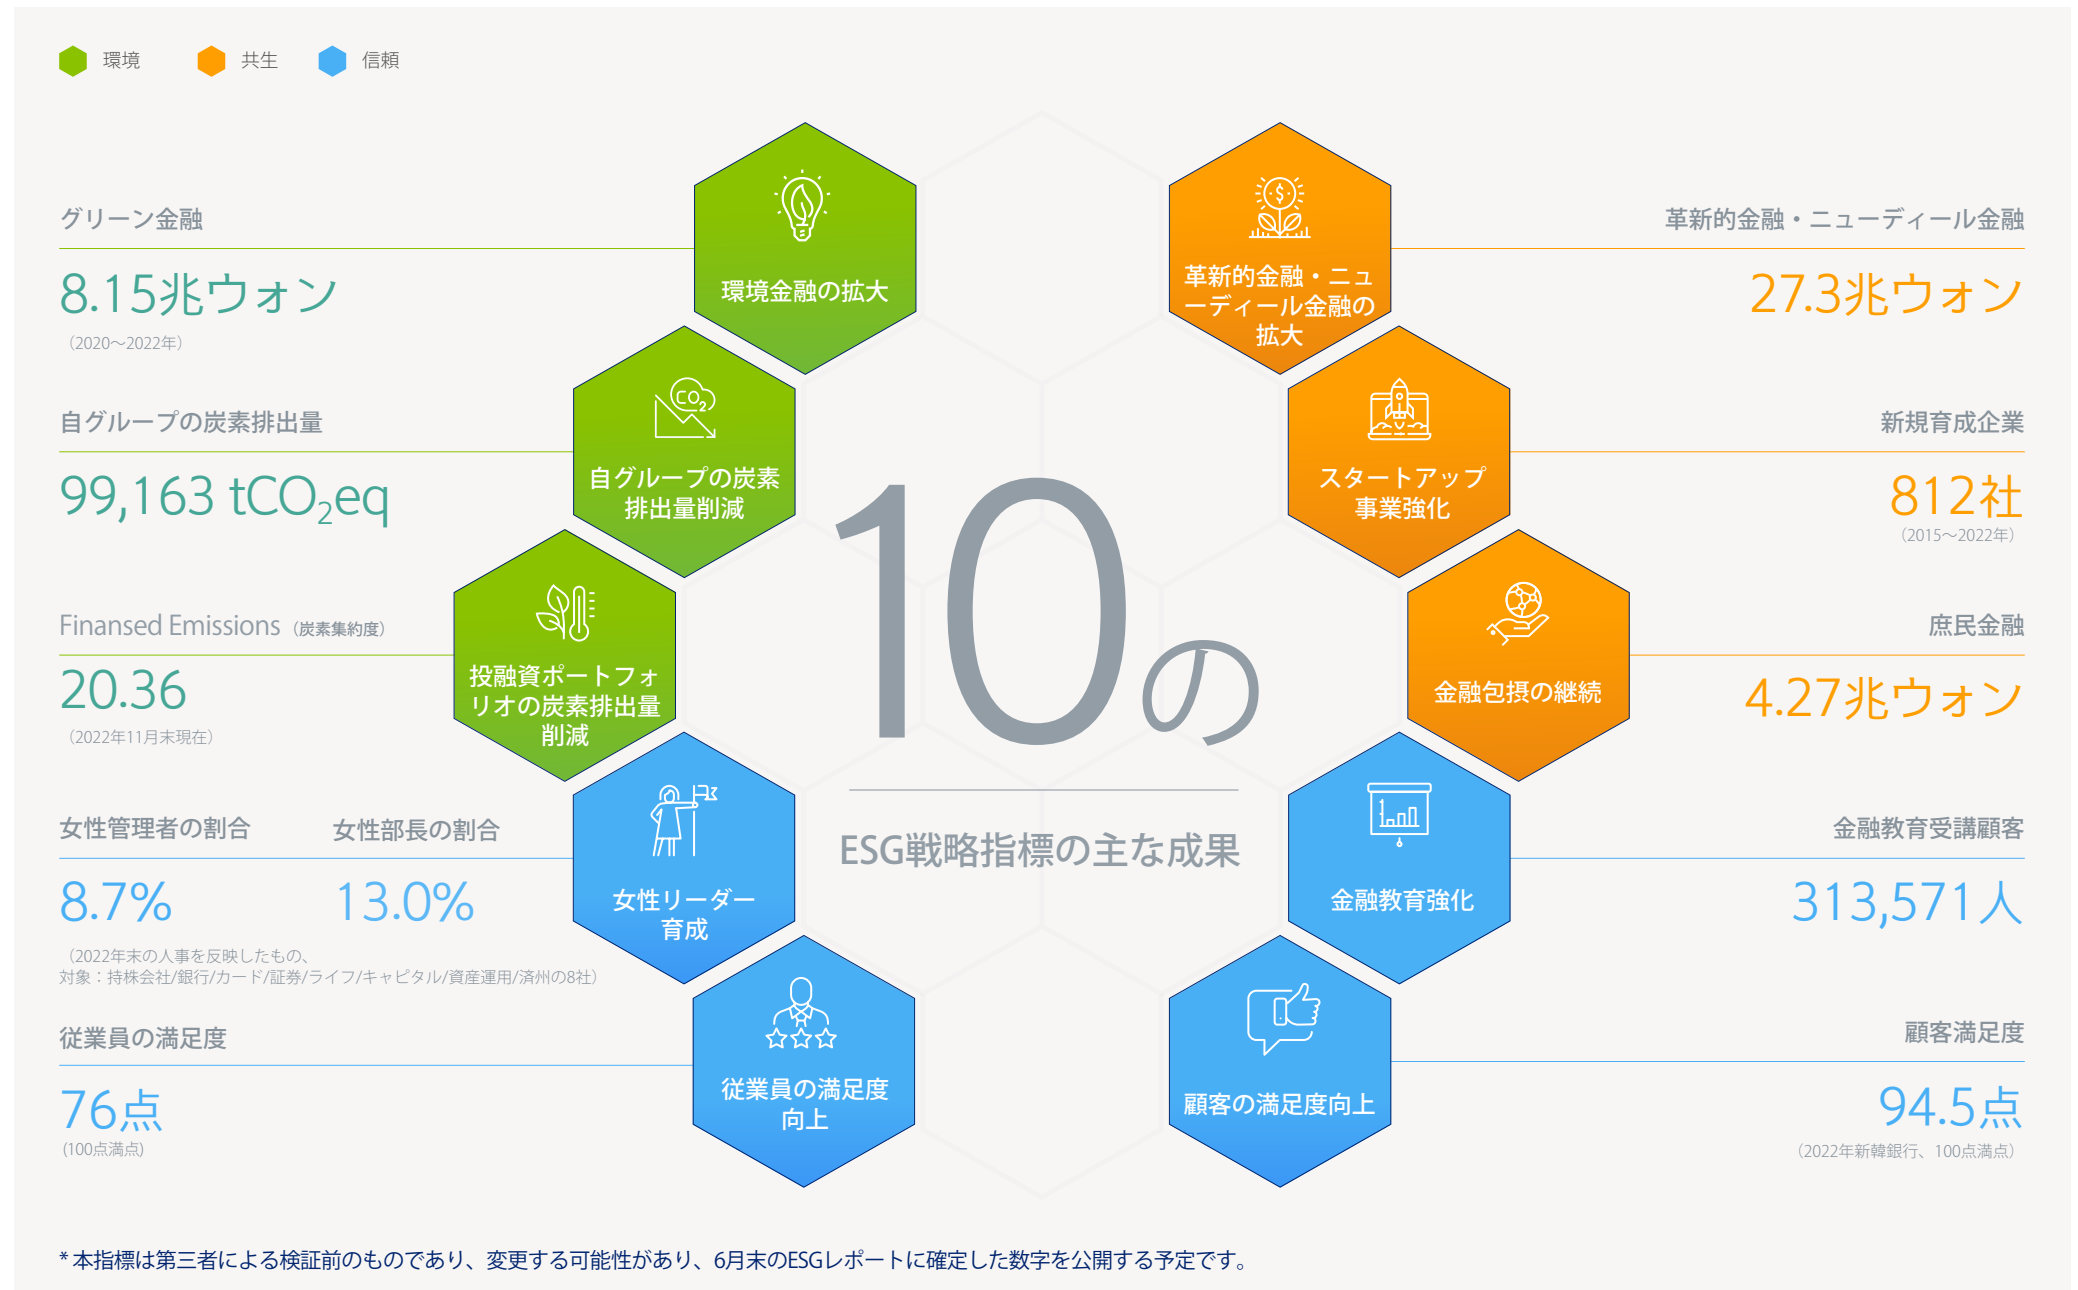 環境
共生
信頼
グリーン金融
8.15兆ウォン
（2020～2022年）
環境金融の拡大
自グループの炭素排出量
99,163 tCO₂eq
CO₂
自グループの炭素
排出量削減
Finansed Emissions（炭素集約度）
20.36
（2022年11月末現在）
投融資ポートフォ
リオの炭素排出量
削減
女性管理者の割合
8.7%
女性部長の割合
13.0%
（2022年末の人事を反映したもの、
対象：持株会社/銀行/カード/証券/ライフ/キャピタル/資産運用/済州の8社）
女性リーダー
育成
従業員の満足度
76点
(100点満点)
従業員の満足度
向上
10の
ESG戦略指標の主な成果
$
革新的金融・ニュ
ーディール金融の
拡大
革新的金融・ニューディール金融
27.3兆ウォン
スタートアップ
事業強化
新規育成企業
812社
（2015～2022年）
金融包摂の継続
庶民金融
4.27兆ウォン
金融教育強化
金融教育受講顧客
313,571人
顧客の満足度向上
顧客満足度
94.5点
（2022年新韓銀行、100点満点）
* 本指標は第三者による検証前のものであり、変更する可能性があり、6月末のESGレポートに確定した数字を公開する予定です。